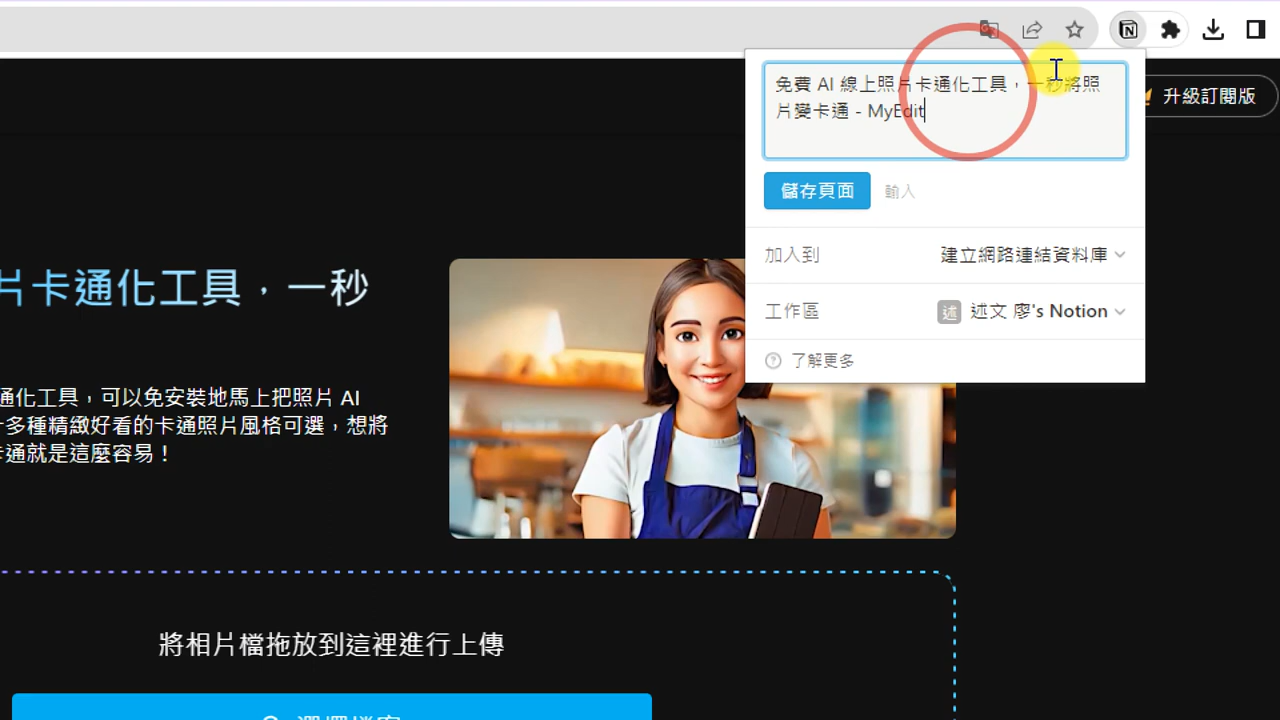 免費 AI 線上照片卡通化工具，一秒將照
片變卡通 - MyEdit
儲存頁面 輸入
加入到 建立網路連結資料庫
工作區 述 述文 廖's Notion
? 了解更多
升級訂閱版
片卡通化工具，一秒
通化工具，可以免安裝地馬上把照片 AI
多種精緻好看的卡通照片風格可選，想將
卡通就是這麼容易！
將相片檔拖放到這裡進行上傳
選擇檔案